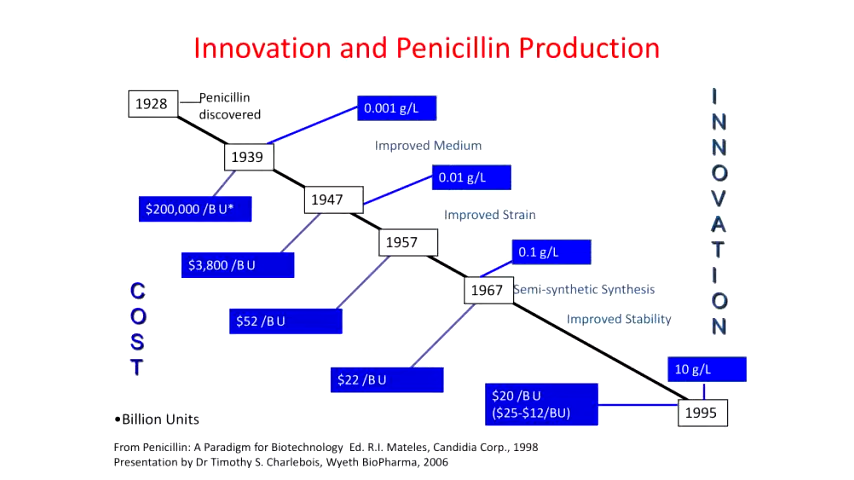 Innovation and Penicillin Production
1928
Penicillin
discovered
0.001 g/L
Improved Medium
1939
0.01 g/L
$200,000 /B U*
1947
Improved Strain
1957
0.1 g/L
$3,800 /B U
1967
Semi-synthetic Synthesis
Improved Stability
$52 /B U
10 g/L
$22 /B U
$20 /B U
($25-$12/BU)
1995
COST
INNOVATION
•Billion Units
From Penicillin: A Paradigm for Biotechnology Ed. R.I. Mateles, Candidia Corp., 1998
Presentation by Dr Timothy S. Charlebois, Wyeth BioPharma, 2006